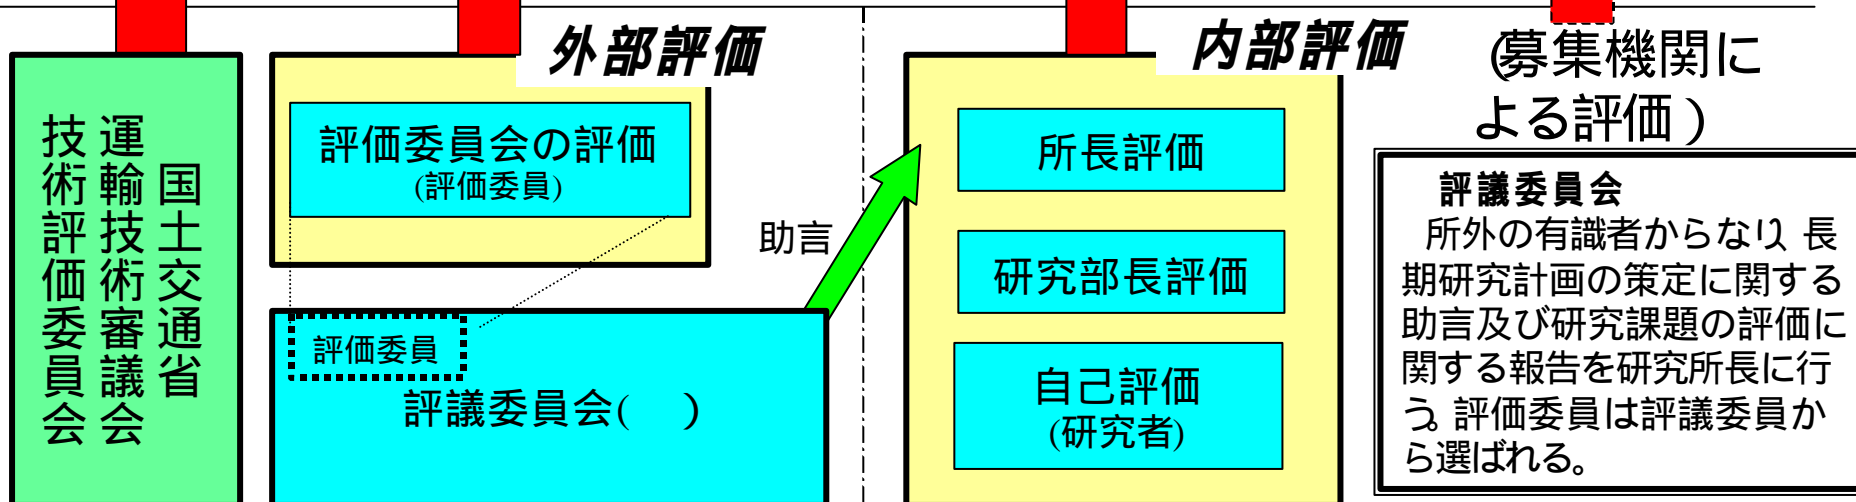 国土交通省
運輸技術審議会
技術評価委員会
外部評価
評価委員会の評価
(評価委員)
評価委員
評議委員会(　)
助言
内部評価
所長評価
研究部長評価
自己評価
(研究者)
(募集機関に
よる評価)
評議委員会
所外の有識者からなり、長
期研究計画の策定に関する
助言及び研究課題の評価に
関する報告を研究所長に行
う。評価委員は評議委員か
ら選ばれる。